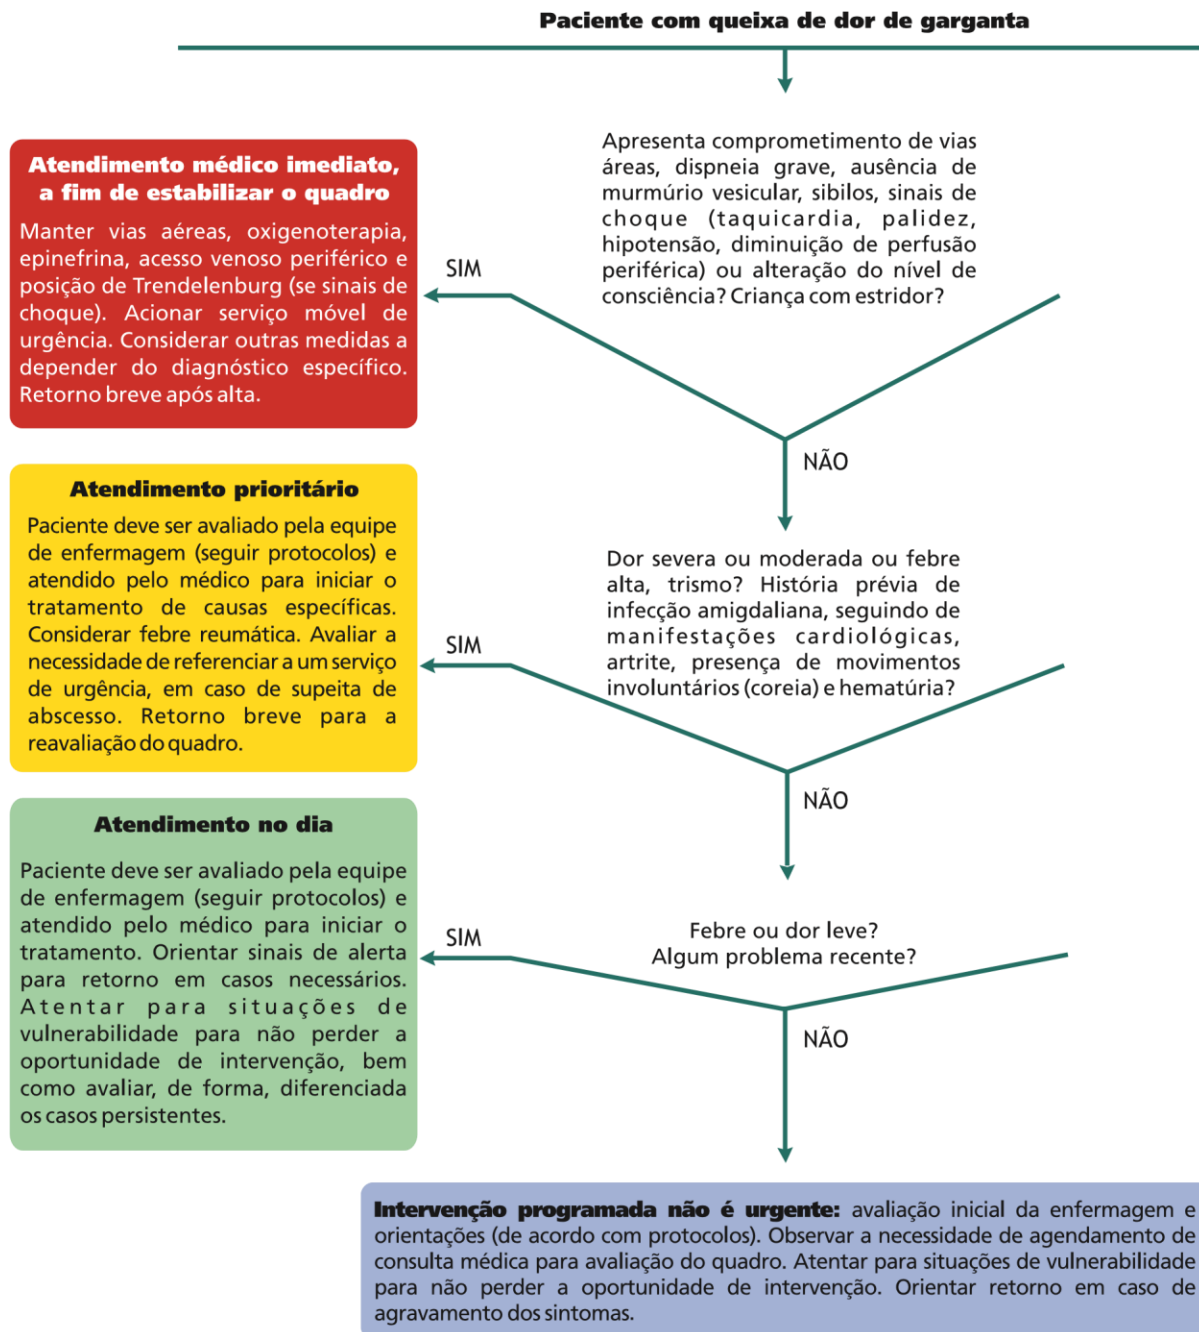 Paciente com queixa de dor de garganta
Apresenta comprometimento de vias
áreas, dispneia grave, ausência de
murmúrio vesicular, sibilos, sinais de
choque (taquicardia, palidez,
hipotensão, diminuição de perfusão
periférica) ou alteração do nível de
consciência? Criança com estridor?
SIM
Atendimento médico imediato,
a fim de estabilizar o quadro
Manter vias aéreas, oxigenoterapia,
epinefrina, acesso venoso periférico e
posição de Trendelenburg (se sinais de
choque). Acionar serviço móvel de
urgência. Considerar outras medidas a
depender do diagnóstico específico.
Retorno breve após alta.
NÃO
Dor severa ou moderada ou febre
alta, trismo? História prévia de
infecção amigdaliana, seguindo de
manifestações cardiológicas,
artrite, presença de movimentos
involuntários (coreia) e hematúria?
SIM
Atendimento prioritário
Paciente deve ser avaliado pela equipe
de enfermagem (seguir protocolos) e
atendido pelo médico para iniciar o
tratamento de causas específicas.
Considerar febre reumática. Avaliar a
necessidade de referenciar a um serviço
de urgência, em caso de supeita de
abscesso. Retorno breve para a
reavaliação do quadro.
NÃO
Febre ou dor leve?
Algum problema recente?
SIM
Atendimento no dia
Paciente deve ser avaliado pela equipe
de enfermagem (seguir protocolos) e
atendido pelo médico para iniciar o
tratamento. Orientar sinais de alerta
para retorno em casos necessários.
Atentar para situações de
vulnerabilidade para não perder a
oportunidade de intervenção, bem
como avaliar, de forma, diferenciada
os casos persistentes.
NÃO
Intervenção programada não é urgente: avaliação inicial da enfermagem e
orientações (de acordo com protocolos). Observar a necessidade de agendamento de
consulta médica para avaliação do quadro. Atentar para situações de vulnerabilidade
para não perder a oportunidade de intervenção. Orientar retorno em caso de
agravamento dos sintomas.